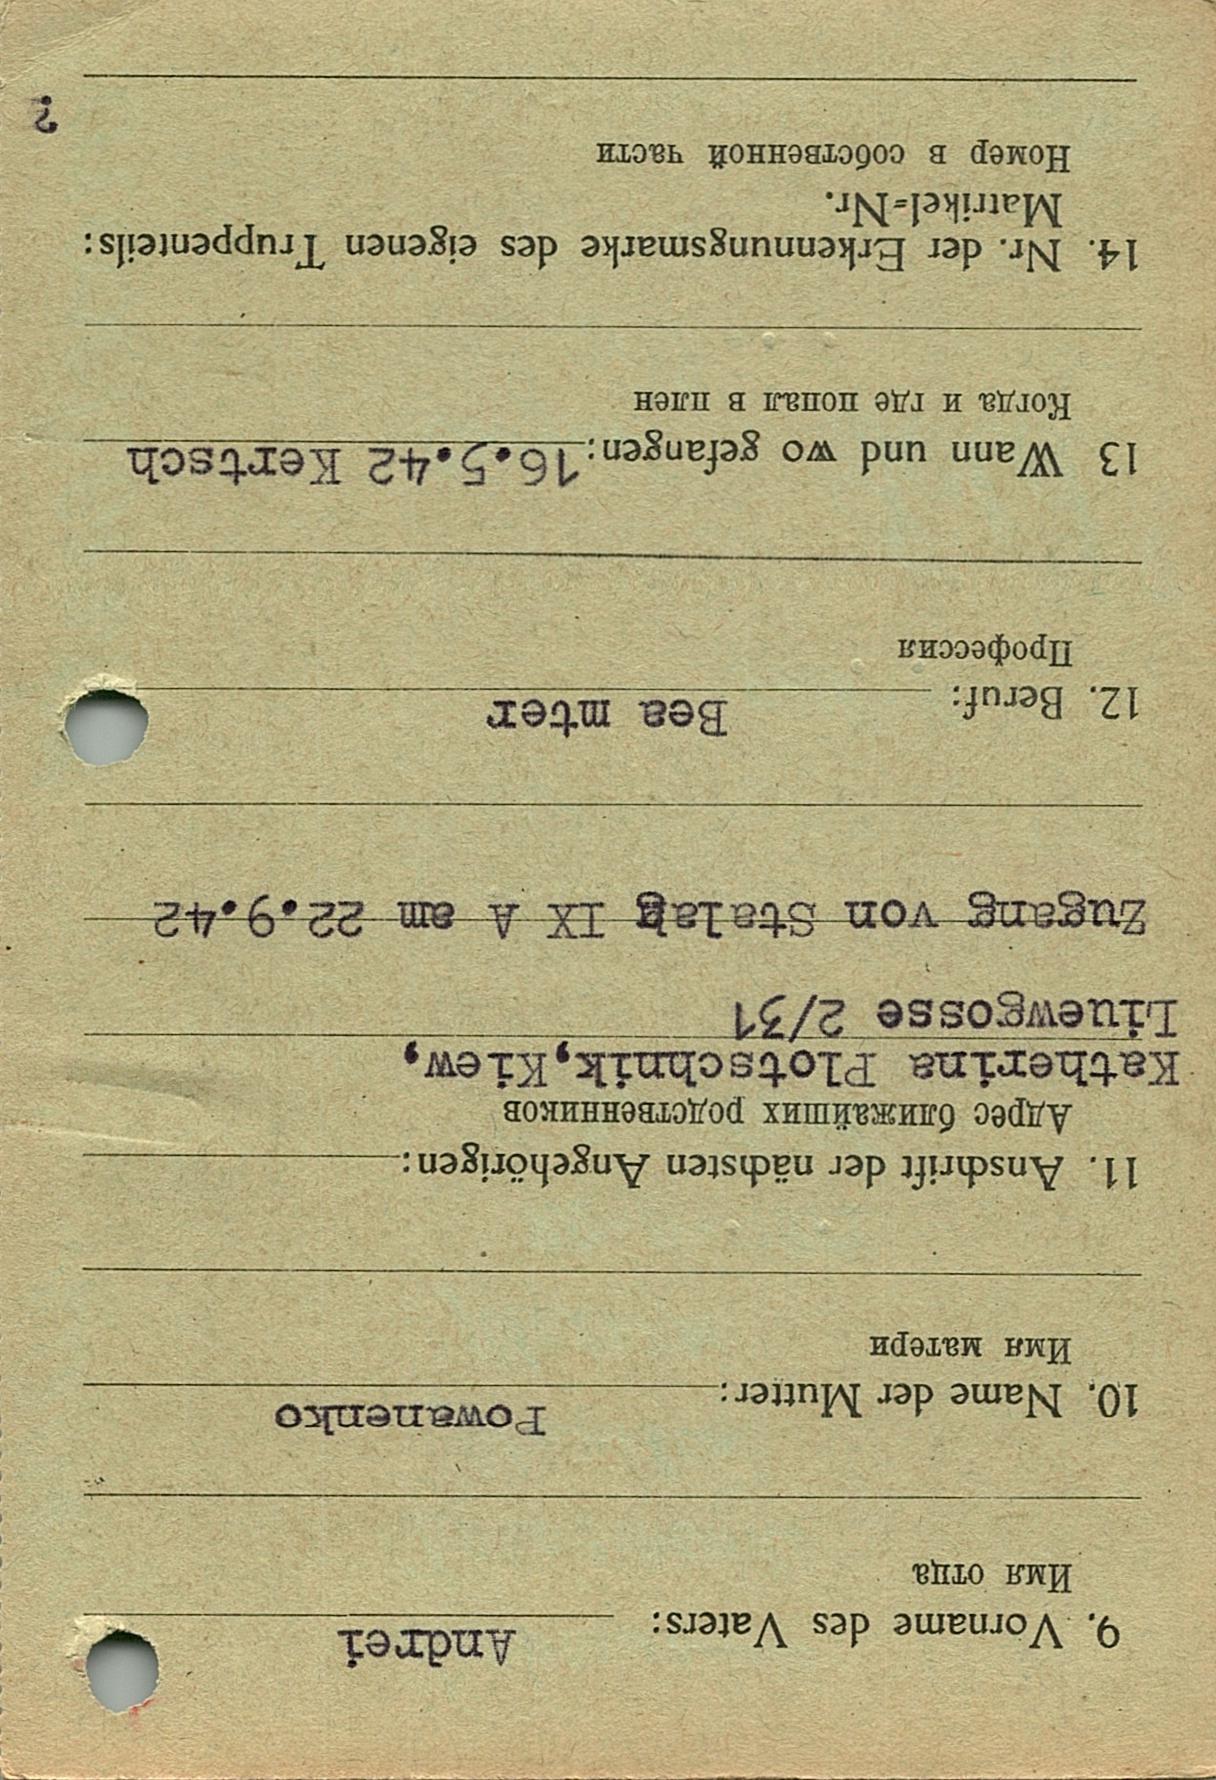 9. Vorname des Vaters: Andrei
Имя отца
10. Name der Mutter: Powanenko
Имя матери
11. Anschrift der nächsten Angehörigen:
Адрес ближайших родственников
Katherina Plotschnik,Kiew,
Liuewgosse 2/31
Zugang von Stalag IX A am 22.9.42
12. Beruf: Bea mter
Профессия
13 Wann und wo gefangen: 16.5.42 Kertsch
Когда и где попал в плен
14. Nr. der Erkennungsmarke des eigenen Truppenteils:
Matrikel=Nr.
Номер в собственной части
?